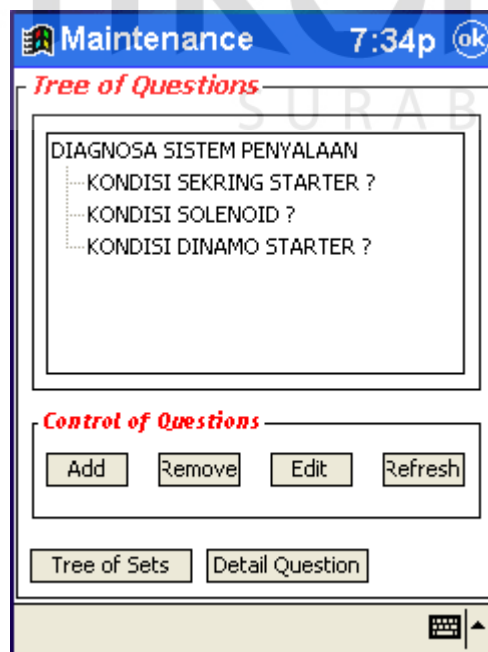 Maintenance 7:34p ok
Tree of Questions
SURAB
DIAGNOSA SISTEM PENYALAAN
KONDISI SEKRING STARTER ?
KONDISI SOLENOID ?
KONDISI DINAMO STARTER ?
Control of Questions
Add Remove Edit Refresh
Tree of Sets Detail Question